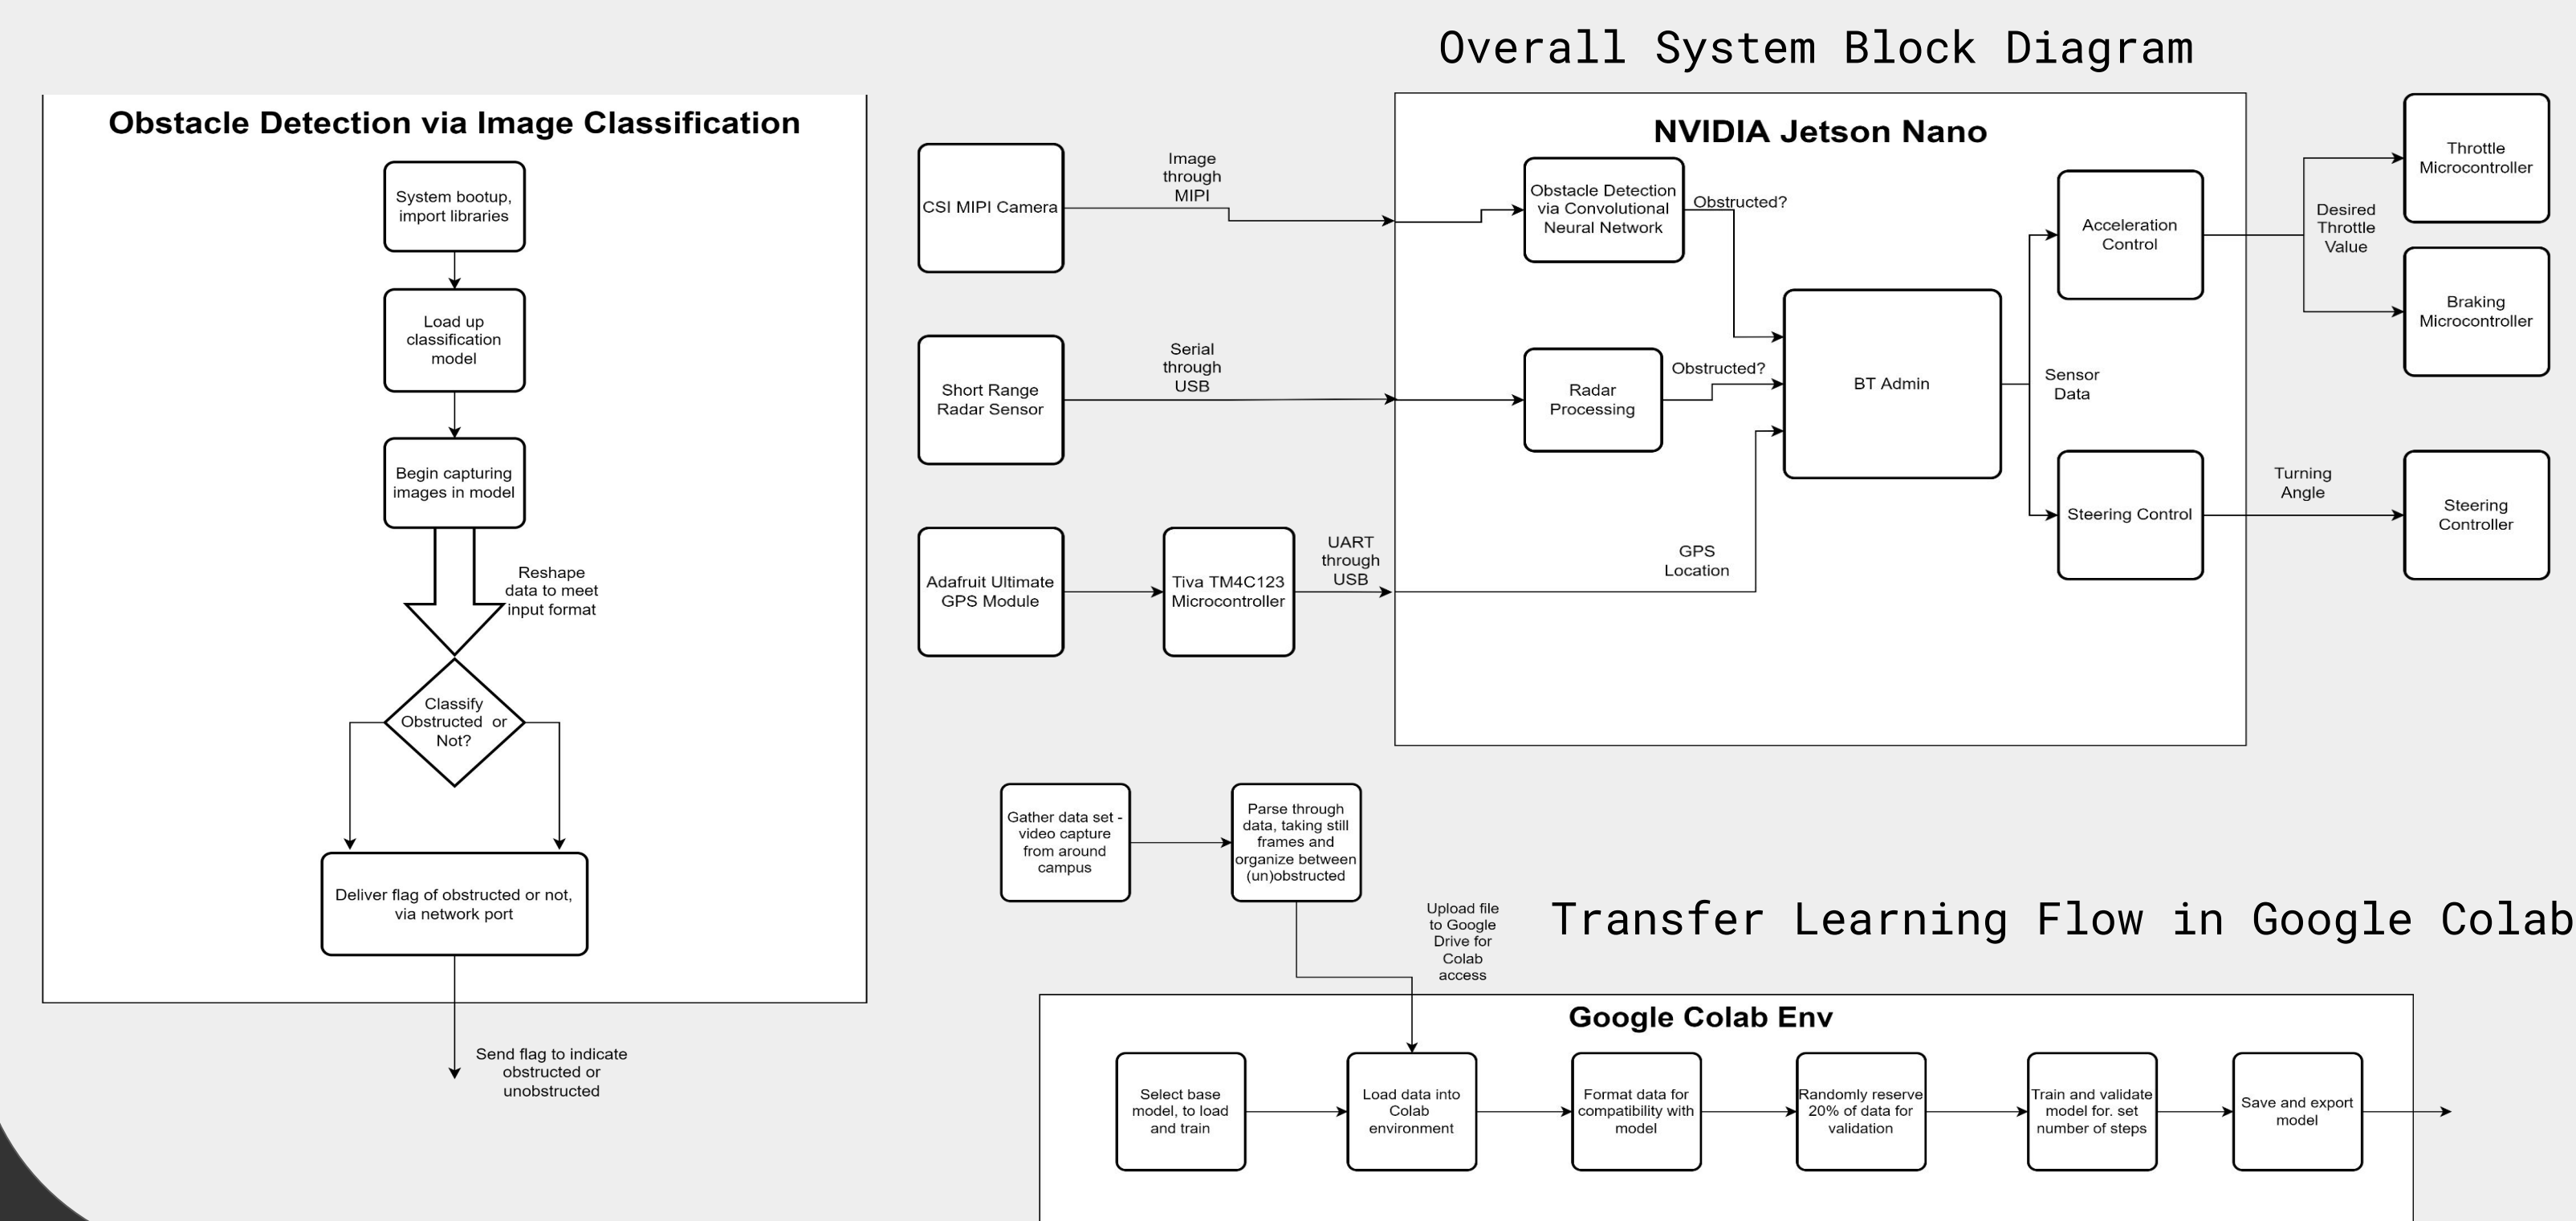 Overall System Block Diagram
Obstacle Detection via Image Classification
System bootup,
import libraries
Load up
classification
model
Begin capturing
images in model
Reshape
data to meet
input format
Classify
Obstructed or
Not?
Deliver flag of obstructed or not,
via network port
Send flag to indicate
obstructed or
unobstructed
NVIDIA Jetson Nano
CSI MIPI Camera
Image
through
MIPI
Obstacle Detection
via Convolutional
Neural Network
Obstructed?
Short Range
Radar Sensor
Serial
through
USB
Radar
Processing
Obstructed?
Adafruit Ultimate
GPS Module
Tiva TM4C123
Microcontroller
UART
through
USB
GPS
Location
BT Admin
Sensor
Data
Acceleration
Control
Steering Control
Desired
Throttle
Value
Throttle
Microcontroller
Braking
Microcontroller
Turning
Angle
Steering
Controller
Gather data set -
video capture
from around
campus
Parse through
data, taking still
frames and
organize between
(un)obstructed
Upload file
to Google
Drive for
Colab
access
Transfer Learning Flow in Google Colab
Google Colab Env
Select base
model, to load
and train
Load data into
Colab
environment
Format data for
compatibility with
model
Randomly reserve
20% of data for
validation
Train and validate
model for. set
number of steps
Save and export
model